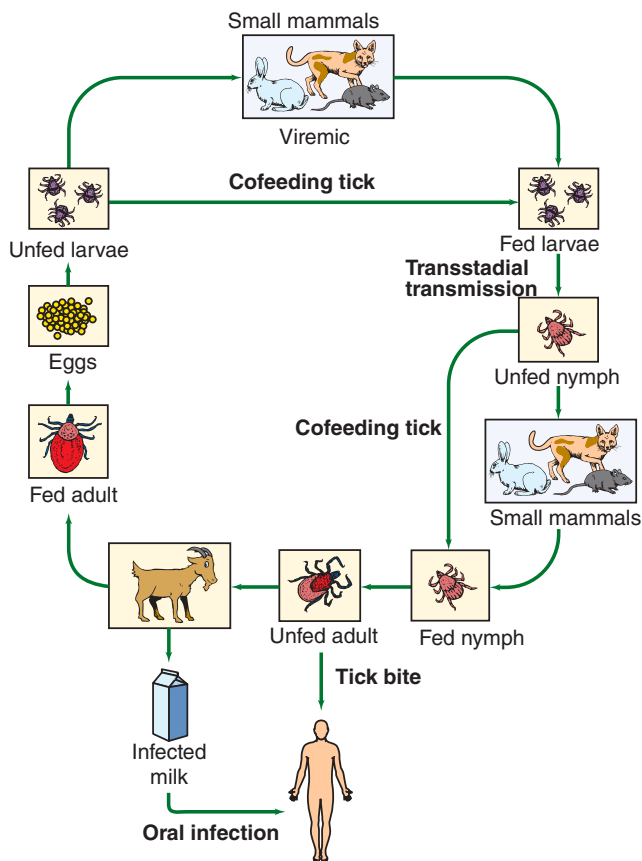 Small mammals
Viremic
Cofeeding tick
Unfed larvae
Fed larvae
Transstadial
transmission
Eggs
Unfed nymph
Cofeeding tick
Fed adult
Small mammals
Unfed adult
Fed nymph
Tick bite
Infected
milk
Oral infection